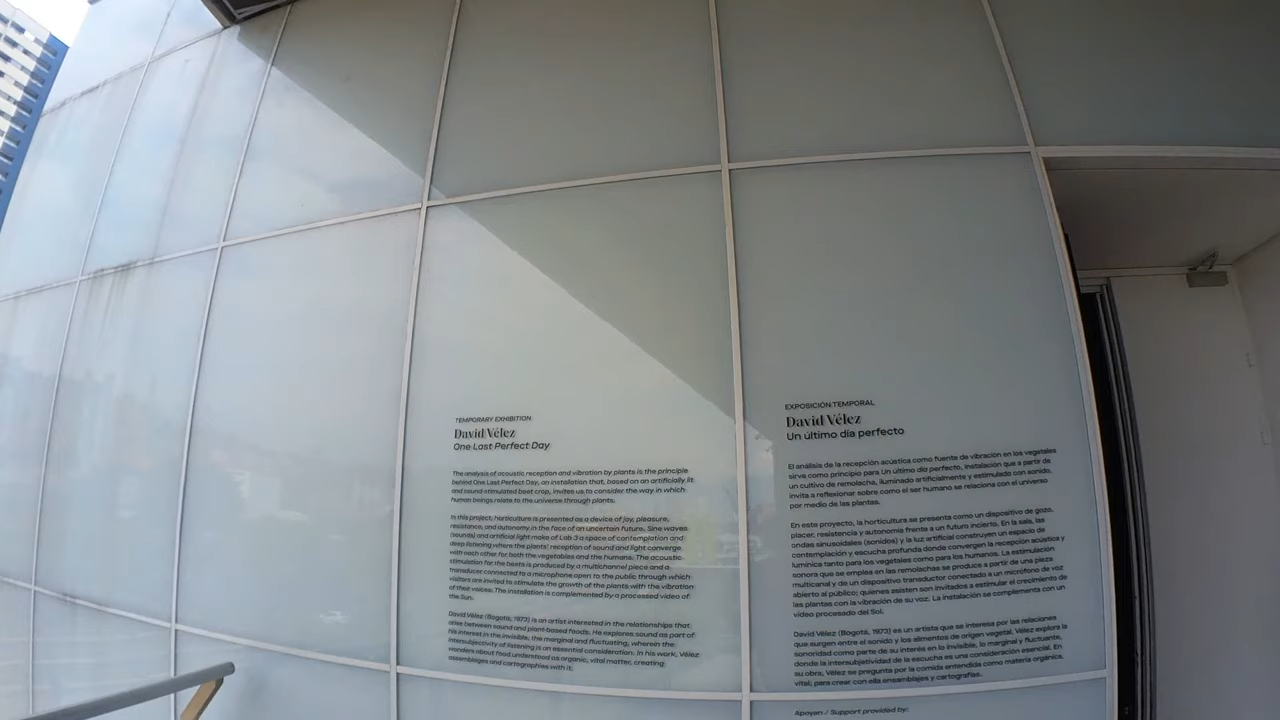 TEMPORARY EXHIBITION
David Vélez
One Last Perfect Day
The analysis of acoustic reception and vibration by plants is the principle
behind One Last Perfect Day, an installation that, based on an artificially lit
and sound-stimulated beet crop, invites us to consider the way in which
human beings relate to the universe through plants.
In this project, horticulture is presented as a device of joy, pleasure,
resistance, and autonomy in the face of an uncertain future. Sine waves
(sounds) and artificial light make of Lab 3 a space of contemplation and
deep listening where the plants' reception of sound and light converge
with each other for both the vegetables and the humans. The acoustic
stimulation for the beets is produced by a multichannel piece and a
transducer connected to a microphone open to the public through which
visitors are invited to stimulate the growth of the plants with the vibration
of their voices. The installation is complemented by a processed video of
the Sun.
David Vélez (Bogotá, 1973) is an artist interested in the relationships that
arise between sound and plant-based foods. He explores sound as part of
his interest in the invisible, the marginal and fluctuating; wherein the
intersubjectivity of listening is an essential consideration. In his work, Vélez
wonders about food understood as organic, vital matter, creating
assemblages and cartographies with it.
EXPOSICIÓN TEMPORAL
David Vélez
Un último día perfecto
El análisis de la recepción acústica como fuente de vibración en los vegetales
sirve como principio para Un último día perfecto, instalación que a partir de
un cultivo de remolacha, iluminado artificialmente y estimulado con sonido,
invita a reflexionar sobre como el ser humano se relaciona con el universo
por medio de las plantas.
En este proyecto, la horticultura se presenta como un dispositivo de gozo,
placer, resistencia y autonomía frente a un futuro incierto. En la sala, las
ondas sinusoidales (sonidos) y la luz artificial construyen un espacio de
contemplación y escucha profunda donde convergen la recepción acústica y
lumínica tanto para los vegetales como para los humanos. La estimulación
sonora que se emplea en las remolachas se produce a partir de una pieza
multicanal y de un dispositivo transductor conectado a un micrófono de voz
abierto al público; quienes asisten son invitados a estimular el crecimiento de
las plantas con la vibración de su voz. La instalación se complementa con un
video procesado del Sol.
David Vélez (Bogotá, 1973) es un artista que se interesa por las relaciones
que surgen entre el sonido y los alimentos de origen vegetal. Vélez explora la
sonoridad como parte de su interés en lo invisible, lo marginal y fluctuante,
donde la intersubjetividad de la escucha es una consideración esencial. En
su obra, Vélez se pregunta por la comida entendida como materia orgánica,
vital; para crear con ella ensamblajes y cartografías.
Apoyan / Support provided by: